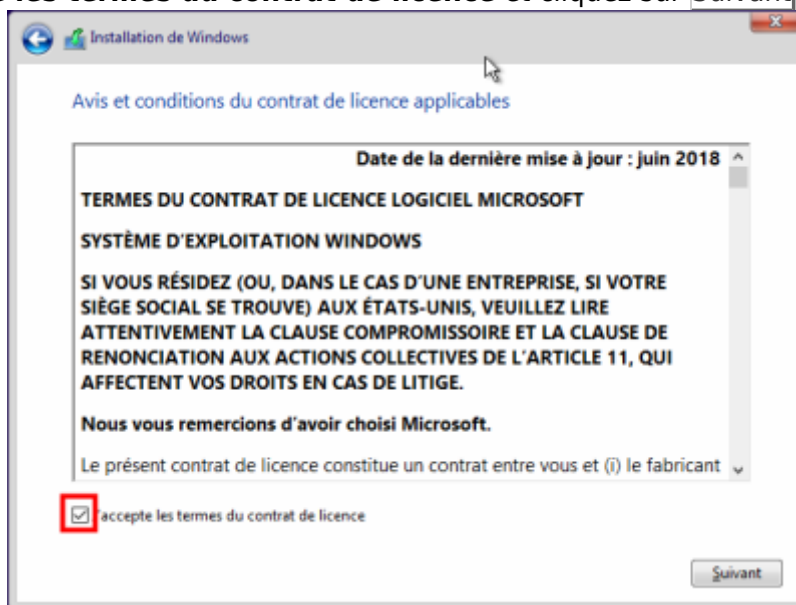 les termes du contrat de licence et cliquez sur Suivant
Installation de Windows
Avis et conditions du contrat de licence applicables
Date de la dernière mise à jour : juin 2018
TERMES DU CONTRAT DE LICENCE LOGICIEL MICROSOFT
SYSTÈME D'EXPLOITATION WINDOWS
SI VOUS RÉSIDEZ (OU, DANS LE CAS D'UNE ENTREPRISE, SI VOTRE
SIÈGE SOCIAL SE TROUVE) AUX ÉTATS-UNIS, VEUILLEZ LIRE
ATTENTIVEMENT LA CLAUSE COMPROMISSOIRE ET LA CLAUSE DE
RENONCIATION AUX ACTIONS COLLECTIVES DE L'ARTICLE 11, QUI
AFFECTENT VOS DROITS EN CAS DE LITIGE.
Nous vous remercions d'avoir choisi Microsoft.
Le présent contrat de licence constitue un contrat entre vous et (i) le fabricant
'accepte les termes du contrat de licence
Suivant